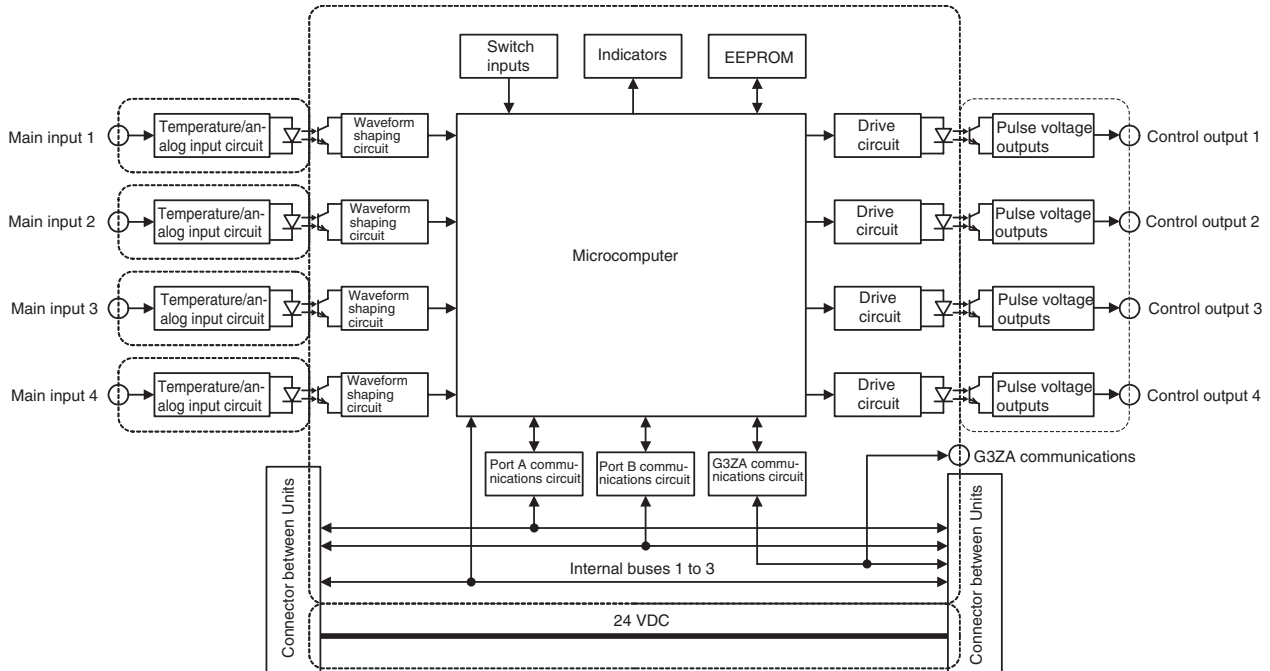 Switch
inputs
Indicators
EEPROM
Main input 1
Temperature/an-
alog input circuit
Waveform
shaping
circuit
Drive
circuit
Pulse voltage
outputs
Control output 1
Main input 2
Temperature/an-
alog input circuit
Waveform
shaping
circuit
Drive
circuit
Pulse voltage
outputs
Control output 2
Microcomputer
Main input 3
Temperature/an-
alog input circuit
Waveform
shaping
circuit
Drive
circuit
Pulse voltage
outputs
Control output 3
Main input 4
Temperature/an-
alog input circuit
Waveform
shaping
circuit
Drive
circuit
Pulse voltage
outputs
Control output 4
Port A commu-
nications circuit
Port B commu-
nications circuit
G3ZA commu-
nications circuit
G3ZA communications
Connector between Units
Internal buses 1 to 3
Connector between Units
24 VDC